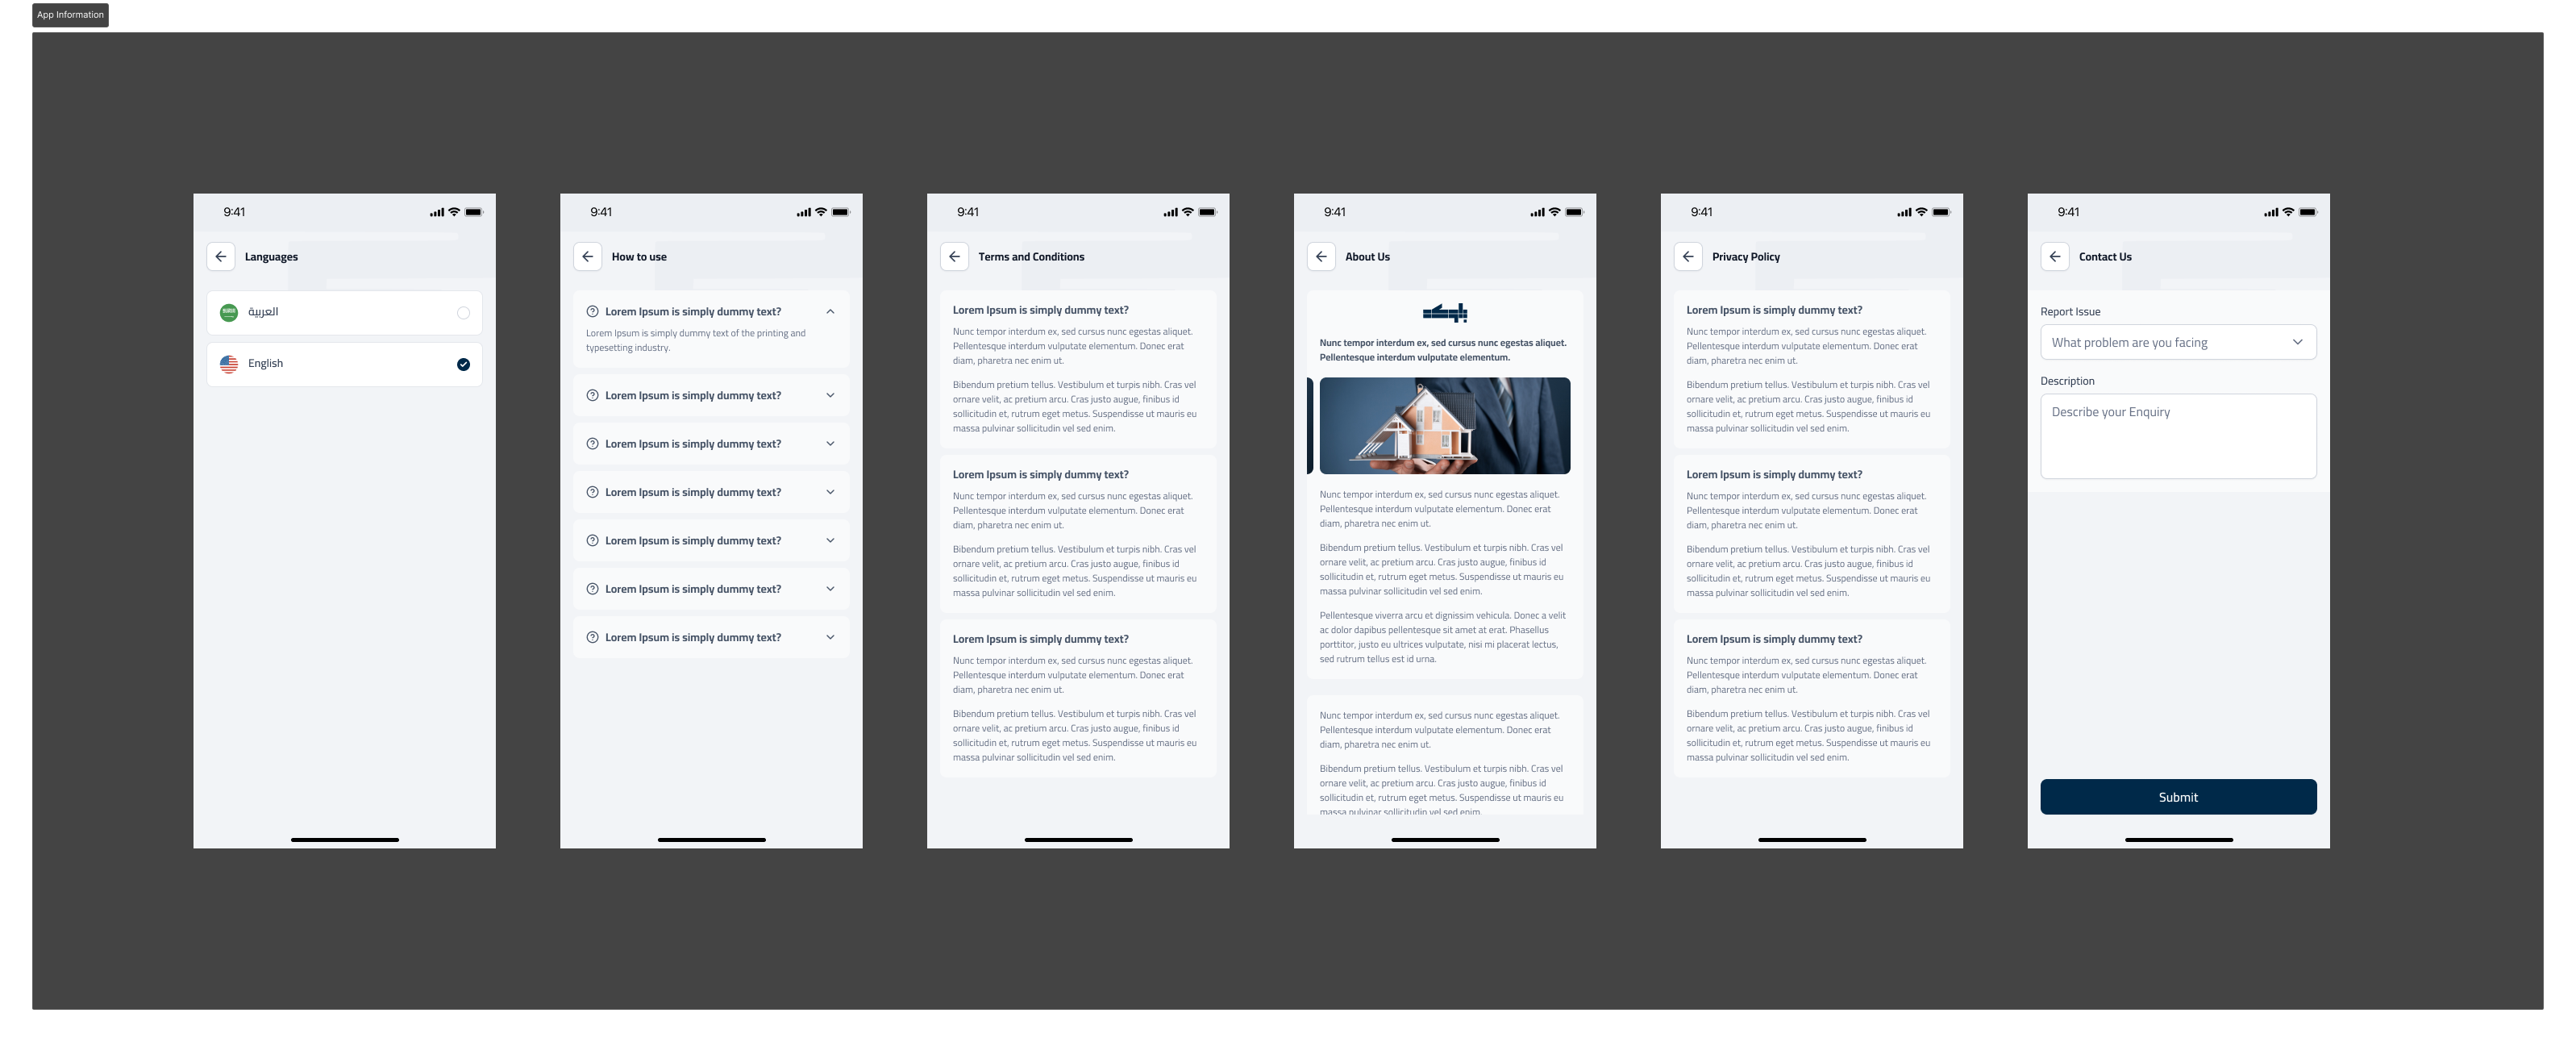 App Information
9:41
Languages
العربية
English
9:41
How to use
Lorem Ipsum is simply dummy text?
Lorem Ipsum is simply dummy text of the printing and
typesetting industry.
Lorem Ipsum is simply dummy text?
Lorem Ipsum is simply dummy text?
Lorem Ipsum is simply dummy text?
Lorem Ipsum is simply dummy text?
Lorem Ipsum is simply dummy text?
Lorem Ipsum is simply dummy text?
9:41
Terms and Conditions
Lorem Ipsum is simply dummy text?
Nunc tempor interdum ex, sed cursus nunc egestas aliquet.
Pellentesque interdum vulputate elementum. Donec erat
diam, pharetra nec enim ut.
Bibendum pretium tellus. Vestibulum et turpis nibh. Cras vel
ornare velit, ac pretium arcu. Cras justo augue, finibus id
sollicitudin et, rutrum eget metus. Suspendisse ut mauris eu
massa pulvinar sollicitudin vel sed enim.
Lorem Ipsum is simply dummy text?
Nunc tempor interdum ex, sed cursus nunc egestas aliquet.
Pellentesque interdum vulputate elementum. Donec erat
diam, pharetra nec enim ut.
Bibendum pretium tellus. Vestibulum et turpis nibh. Cras vel
ornare velit, ac pretium arcu. Cras justo augue, finibus id
sollicitudin et, rutrum eget metus. Suspendisse ut mauris eu
massa pulvinar sollicitudin vel sed enim.
Lorem Ipsum is simply dummy text?
Nunc tempor interdum ex, sed cursus nunc egestas aliquet.
Pellentesque interdum vulputate elementum. Donec erat
diam, pharetra nec enim ut.
Bibendum pretium tellus. Vestibulum et turpis nibh. Cras vel
ornare velit, ac pretium arcu. Cras justo augue, finibus id
sollicitudin et, rutrum eget metus. Suspendisse ut mauris eu
massa pulvinar sollicitudin vel sed enim.
9:41
About Us
Nunc tempor interdum ex, sed cursus nunc egestas aliquet.
Pellentesque interdum vulputate elementum.
Nunc tempor interdum ex, sed cursus nunc egestas aliquet.
Pellentesque interdum vulputate elementum. Donec erat
diam, pharetra nec enim ut.
Bibendum pretium tellus. Vestibulum et turpis nibh. Cras vel
ornare velit, ac pretium arcu. Cras justo augue, finibus id
sollicitudin et, rutrum eget metus. Suspendisse ut mauris eu
massa pulvinar sollicitudin vel sed enim.
Pellentesque viverra arcu et dignissim vehicula. Donec a velit
ac dolor dapibus pellentesque sit amet at erat. Phasellus
porttitor, justo eu ultrices vulputate, nisi mi placerat lectus,
sed rutrum tellus est id urna.
Nunc tempor interdum ex, sed cursus nunc egestas aliquet.
Pellentesque interdum vulputate elementum. Donec erat
diam, pharetra nec enim ut.
Bibendum pretium tellus. Vestibulum et turpis nibh. Cras vel
ornare velit, ac pretium arcu. Cras justo augue, finibus id
sollicitudin et, rutrum eget metus. Suspendisse ut mauris eu
massa pulvinar sollicitudin vel sed enim.
9:41
Privacy Policy
Lorem Ipsum is simply dummy text?
Nunc tempor interdum ex, sed cursus nunc egestas aliquet.
Pellentesque interdum vulputate elementum. Donec erat
diam, pharetra nec enim ut.
Bibendum pretium tellus. Vestibulum et turpis nibh. Cras vel
ornare velit, ac pretium arcu. Cras justo augue, finibus id
sollicitudin et, rutrum eget metus. Suspendisse ut mauris eu
massa pulvinar sollicitudin vel sed enim.
Lorem Ipsum is simply dummy text?
Nunc tempor interdum ex, sed cursus nunc egestas aliquet.
Pellentesque interdum vulputate elementum. Donec erat
diam, pharetra nec enim ut.
Bibendum pretium tellus. Vestibulum et turpis nibh. Cras vel
ornare velit, ac pretium arcu. Cras justo augue, finibus id
sollicitudin et, rutrum eget metus. Suspendisse ut mauris eu
massa pulvinar sollicitudin vel sed enim.
Lorem Ipsum is simply dummy text?
Nunc tempor interdum ex, sed cursus nunc egestas aliquet.
Pellentesque interdum vulputate elementum. Donec erat
diam, pharetra nec enim ut.
Bibendum pretium tellus. Vestibulum et turpis nibh. Cras vel
ornare velit, ac pretium arcu. Cras justo augue, finibus id
sollicitudin et, rutrum eget metus. Suspendisse ut mauris eu
massa pulvinar sollicitudin vel sed enim.
9:41
Contact Us
Report Issue
What problem are you facing
Description
Describe your Enquiry
Submit